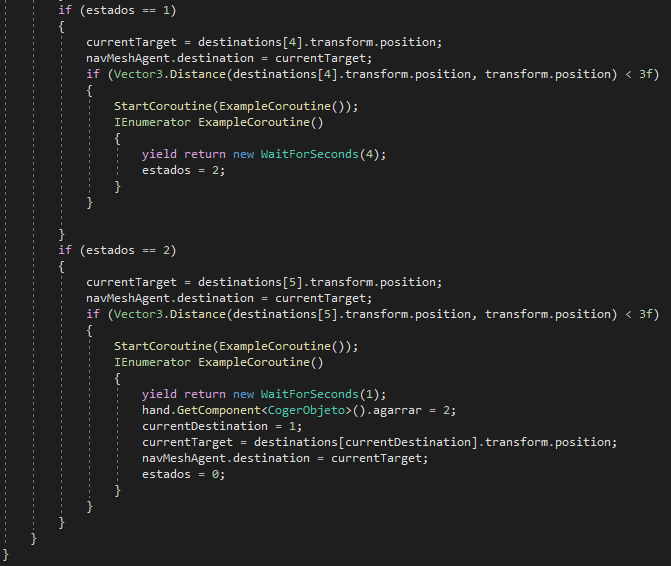 if (estados == 1)
{
currentTarget = destinations[4].transform.position;
navMeshAgent.destination = currentTarget;
if (Vector3.Distance(destinations[4].transform.position, transform.position) < 3f)
{
StartCoroutine(ExampleCoroutine());
IEnumerator ExampleCoroutine()
{
yield return new WaitForSeconds(4);
estados = 2;
}
}
}
if (estados == 2)
{
currentTarget = destinations[5].transform.position;
navMeshAgent.destination = currentTarget;
if (Vector3.Distance(destinations[5].transform.position, transform.position) < 3f)
{
StartCoroutine(ExampleCoroutine());
IEnumerator ExampleCoroutine()
{
yield return new WaitForSeconds(1);
hand.GetComponent<CogerObjeto>().agarrar = 2;
currentDestination = 1;
currentTarget = destinations[currentDestination].transform.position;
navMeshAgent.destination = currentTarget;
estados = 0;
}
}
}
}
}